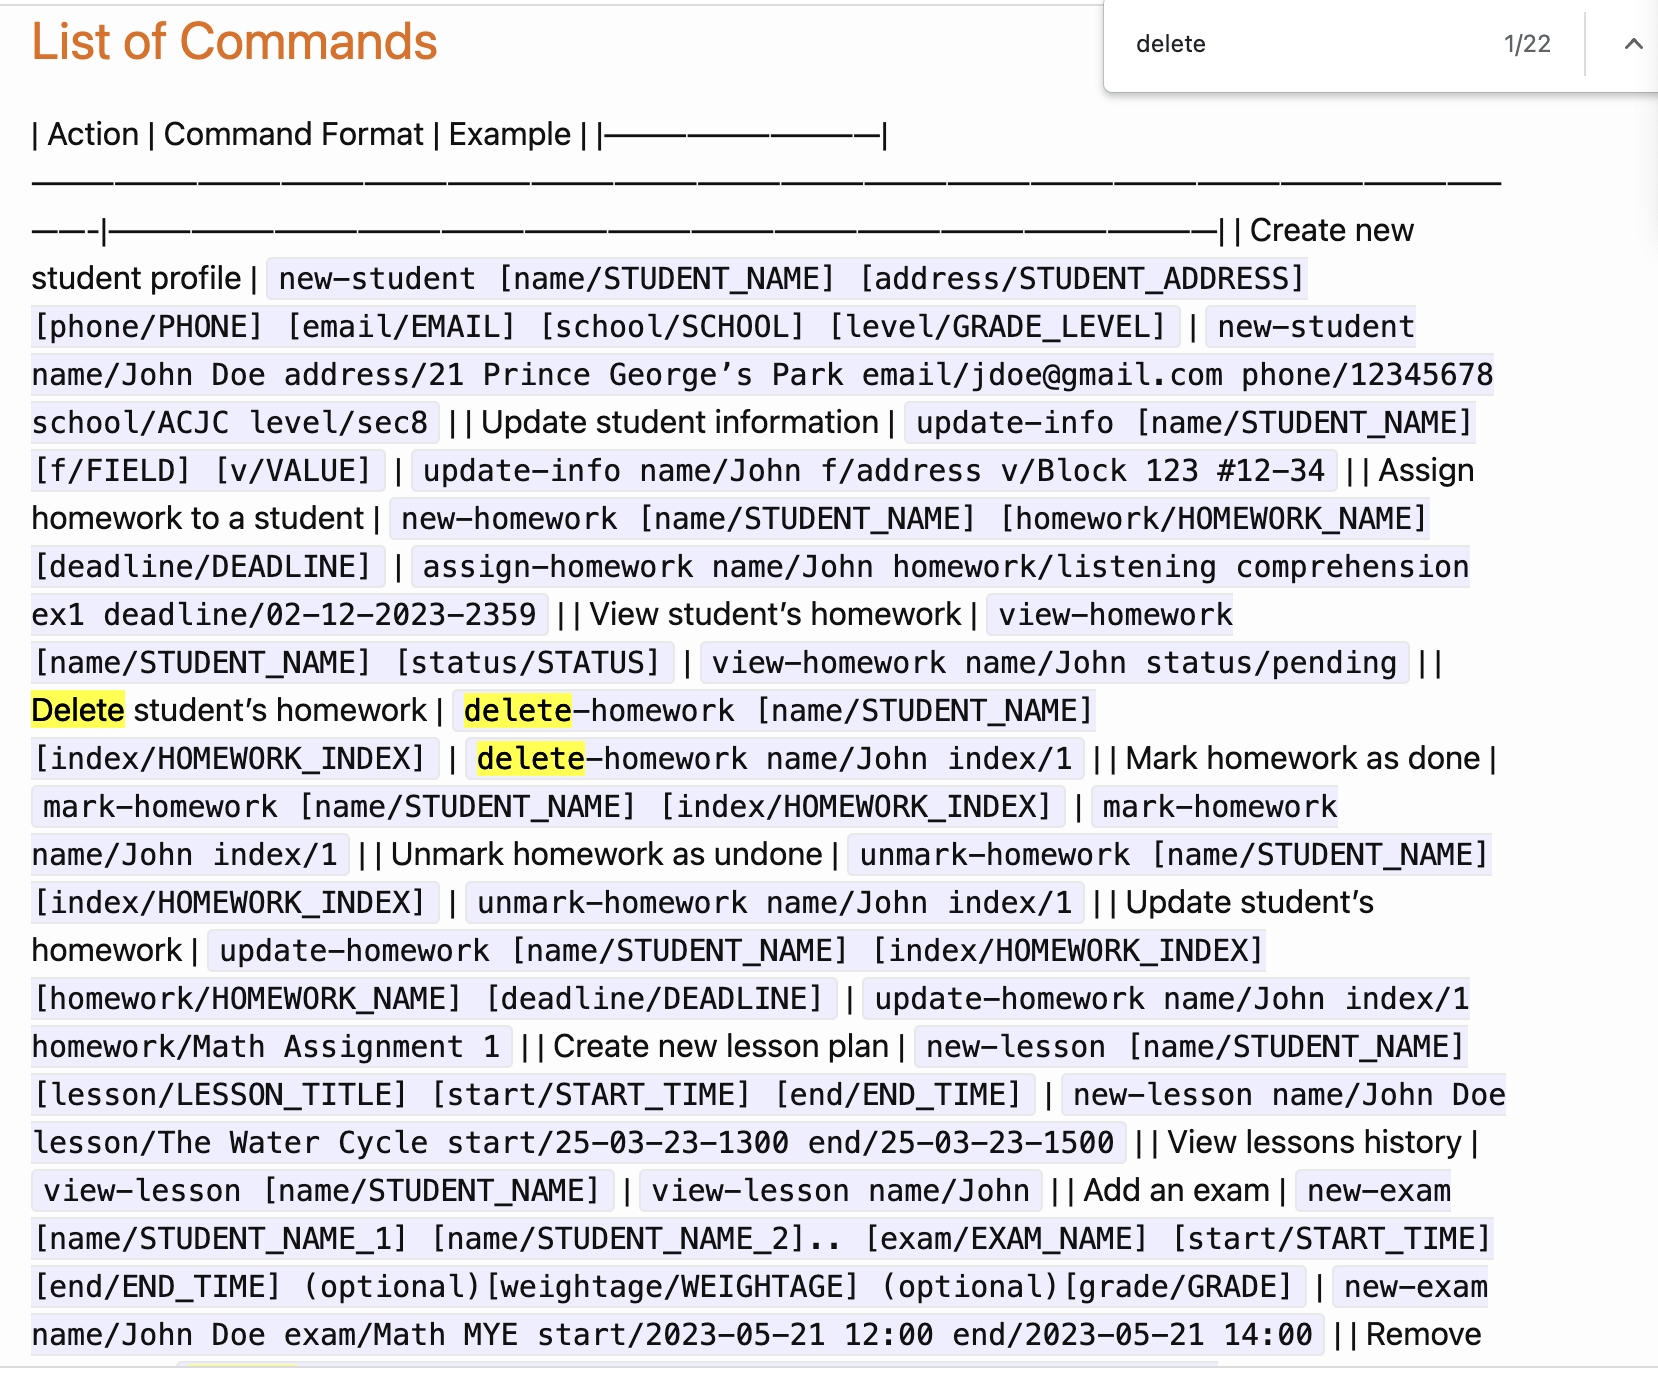 List of Commands
delete 1/22
| Action | Command Format | Example | |——————————|
——————————————————————————————————————————————————————
——-|————————————————————————————————————————| | Create new
student profile | new-student [name/STUDENT_NAME] [address/STUDENT_ADDRESS]
[phone/PHONE] [email/EMAIL] [school/SCHOOL] [level/GRADE_LEVEL] | new-student
name/John Doe address/21 Prince George’s Park email/jdoe@gmail.com phone/12345678
school/ACJC level/sec8 | | Update student information | update-info [name/STUDENT_NAME]
[f/FIELD] [v/VALUE] | update-info name/John f/address v/Block 123 #12-34 | | Assign
homework to a student | new-homework [name/STUDENT_NAME] [homework/HOMEWORK_NAME]
[deadline/DEADLINE] | assign-homework name/John homework/listening comprehension
ex1 deadline/02-12-2023-2359 | | View student’s homework | view-homework
[name/STUDENT_NAME] [status/STATUS] | view-homework name/John status/pending | |
Delete student’s homework | delete-homework [name/STUDENT_NAME]
[index/HOMEWORK_INDEX] | delete-homework name/John index/1 | | Mark homework as done |
mark-homework [name/STUDENT_NAME] [index/HOMEWORK_INDEX] | mark-homework
name/John index/1 | | Unmark homework as undone | unmark-homework [name/STUDENT_NAME]
[index/HOMEWORK_INDEX] | unmark-homework name/John index/1 | | Update student’s
homework | update-homework [name/STUDENT_NAME] [index/HOMEWORK_INDEX]
[homework/HOMEWORK_NAME] [deadline/DEADLINE] | update-homework name/John index/1
homework/Math Assignment 1 | | Create new lesson plan | new-lesson [name/STUDENT_NAME]
[lesson/LESSON_TITLE] [start/START_TIME] [end/END_TIME] | new-lesson name/John Doe
lesson/The Water Cycle start/25-03-23-1300 end/25-03-23-1500 | | View lessons history |
view-lesson [name/STUDENT_NAME] | view-lesson name/John | | Add an exam | new-exam
[name/STUDENT_NAME_1] [name/STUDENT_NAME_2].. [exam/EXAM_NAME] [start/START_TIME]
[end/END_TIME] (optional)[weightage/WEIGHTAGE] (optional)[grade/GRADE] | new-exam
name/John Doe exam/Math MYE start/2023-05-21 12:00 end/2023-05-21 14:00 | | Remove